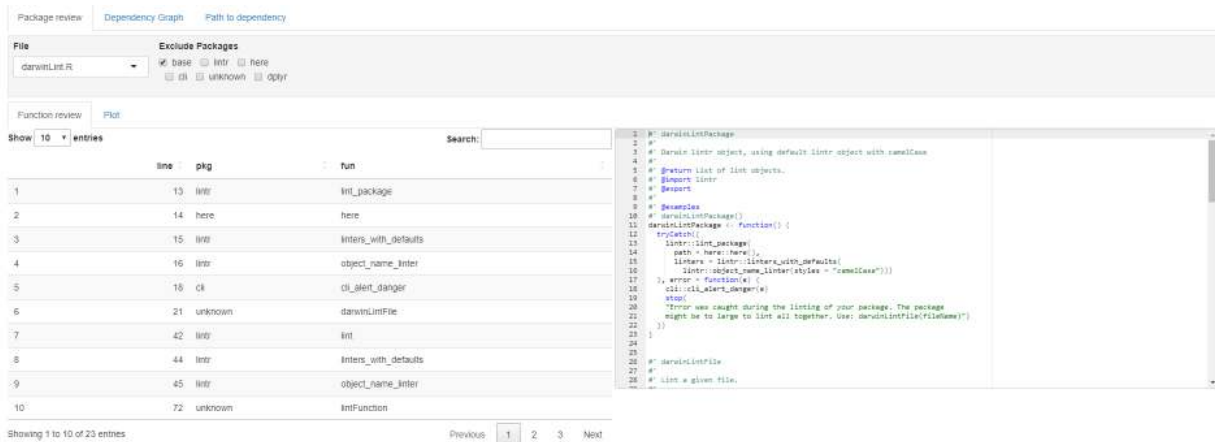 Package review Dependency Graph Path to dependency
File Exclude Packages
darwinLint.R base lintr here
cli unknown dplyr
Function review Plot
Show 10 entries Search:
line pkg fun
1 13 lintr lint_package
2 14 here here
3 15 lintr linters_with_defaults
4 16 lintr object_name_linter
5 18 cli cli_alert_danger
6 21 unknown darwinLintFile
7 42 lintr lint
8 44 lintr linters_with_defaults
9 45 lintr object_name_linter
10 72 unknown lintFunction
Showing 1 to 10 of 23 entries Previous 1 2 3 Next
1 #' darwinLintPackage
2 #'
3 #' Darwin lintr object, using default lintr object with camelCase
4 #'
5 #' @return List of lint objects.
6 #' @import lintr
7 #' @export
8 #'
9 #' @examples
10 #' darwinLintPackage()
11 darwinLintPackage <- function() {
12 tryCatch({
13 lintr::lint_package(
14 path = here::here(),
15 linters = lintr::linters_with_defaults(
16 lintr::object_name_linter(styles = "camelCase")))
17 }, error = function(e) {
18 cli::cli_alert_danger(e)
19 stop(
20 "Error was caught during the linting of your package. The package
21 might be to large to lint all together. Use: darwinLintFile(fileName)")
22 })
23 }
24
25
26 #' darwinLintFile
27 #'
28 #' Lint a given file.